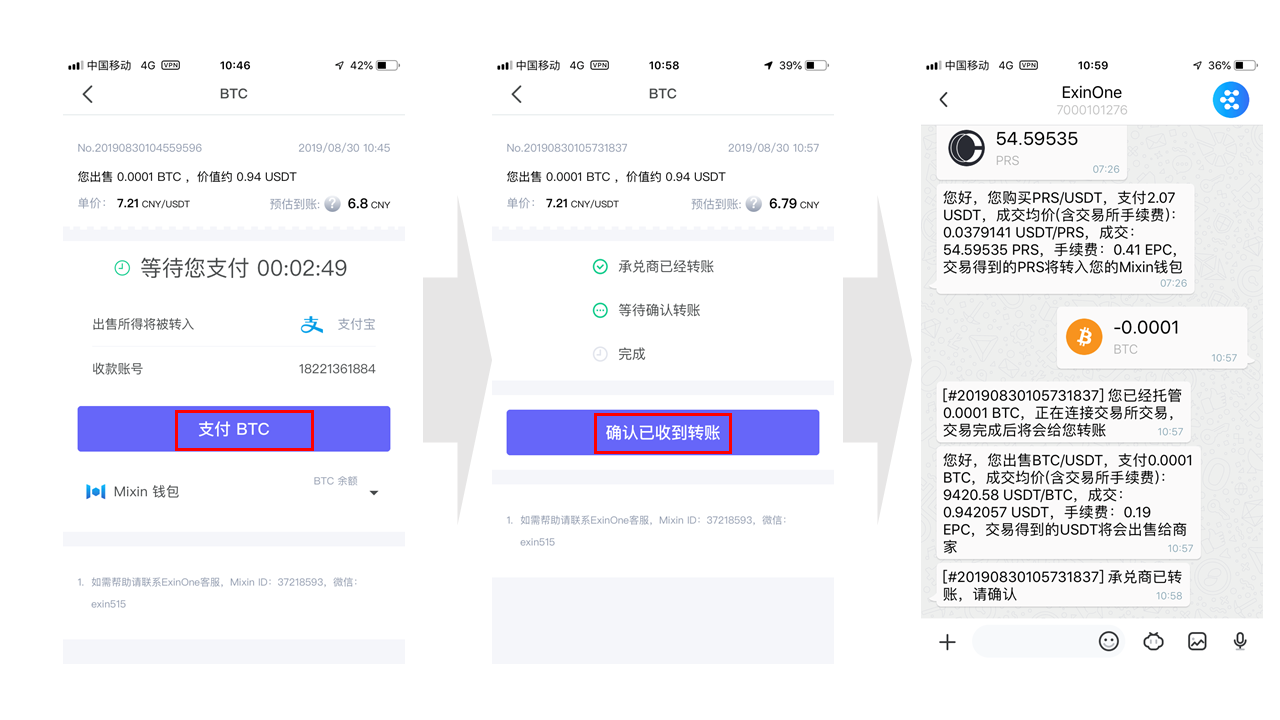 中国移动 4G VPN 10:46 42%
BTC
No.20190830104559596 2019/08/30 10:45
您出售 0.0001 BTC ，价值约 0.94 USDT
单价： 7.21 CNY/USDT 预估到账: ? 6.8 CNY
等待您支付 00:02:49
出售所得将被转入 支 支付宝
收款账号 18221361884
支付 BTC
Mixin 钱包 BTC 余额
1. 如需帮助请联系ExinOne客服，Mixin ID：37218593，微信：
exin515
中国移动 4G VPN 10:58 39%
BTC
No.20190830105731837 2019/08/30 10:57
您出售 0.0001 BTC ，价值约 0.94 USDT
单价： 7.21 CNY/USDT 预估到账: ? 6.79 CNY
承兑商已经转账
等待确认转账
完成
确认已收到转账
1. 如需帮助请联系ExinOne客服，Mixin ID：37218593，微信：
exin515
中国移动 4G VPN 10:59 36%
ExinOne
7000101276
54.59535
PRS
07:26
您好，您购买PRS/USDT，支付2.07
USDT，成交均价(含交易所手续费)：
0.0379141 USDT/PRS，成交：
54.59535 PRS，手续费：0.41 EPC，
交易得到的PRS将转入您的Mixin钱包
07:26
-0.0001
BTC
10:57
[#20190830105731837] 您已经托管
0.0001 BTC，正在连接交易所交易，
交易完成后将会给您转账
10:57
您好，您出售BTC/USDT，支付0.0001
BTC，成交均价(含交易所手续费)：
9420.58 USDT/BTC，成交：
0.942057 USDT，手续费：0.19
EPC，交易得到的USDT将会出售给商
家
10:57
[#20190830105731837] 承兑商已转
账，请确认
10:58